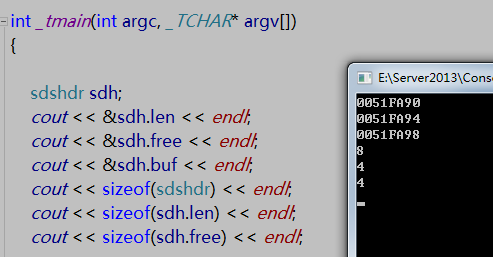 int _tmain(int argc, _TCHAR* argv[])
{
sdshdr sdh;
cout << &sdh.len << endl;
cout << &sdh.free << endl;
cout << &sdh.buf << endl;
cout << sizeof(sdshdr) << endl;
cout << sizeof(sdh.len) << endl;
cout << sizeof(sdh.free) << endl;
E:\Server2013\Conso
0051FA90
0051FA94
0051FA98
8
4
4